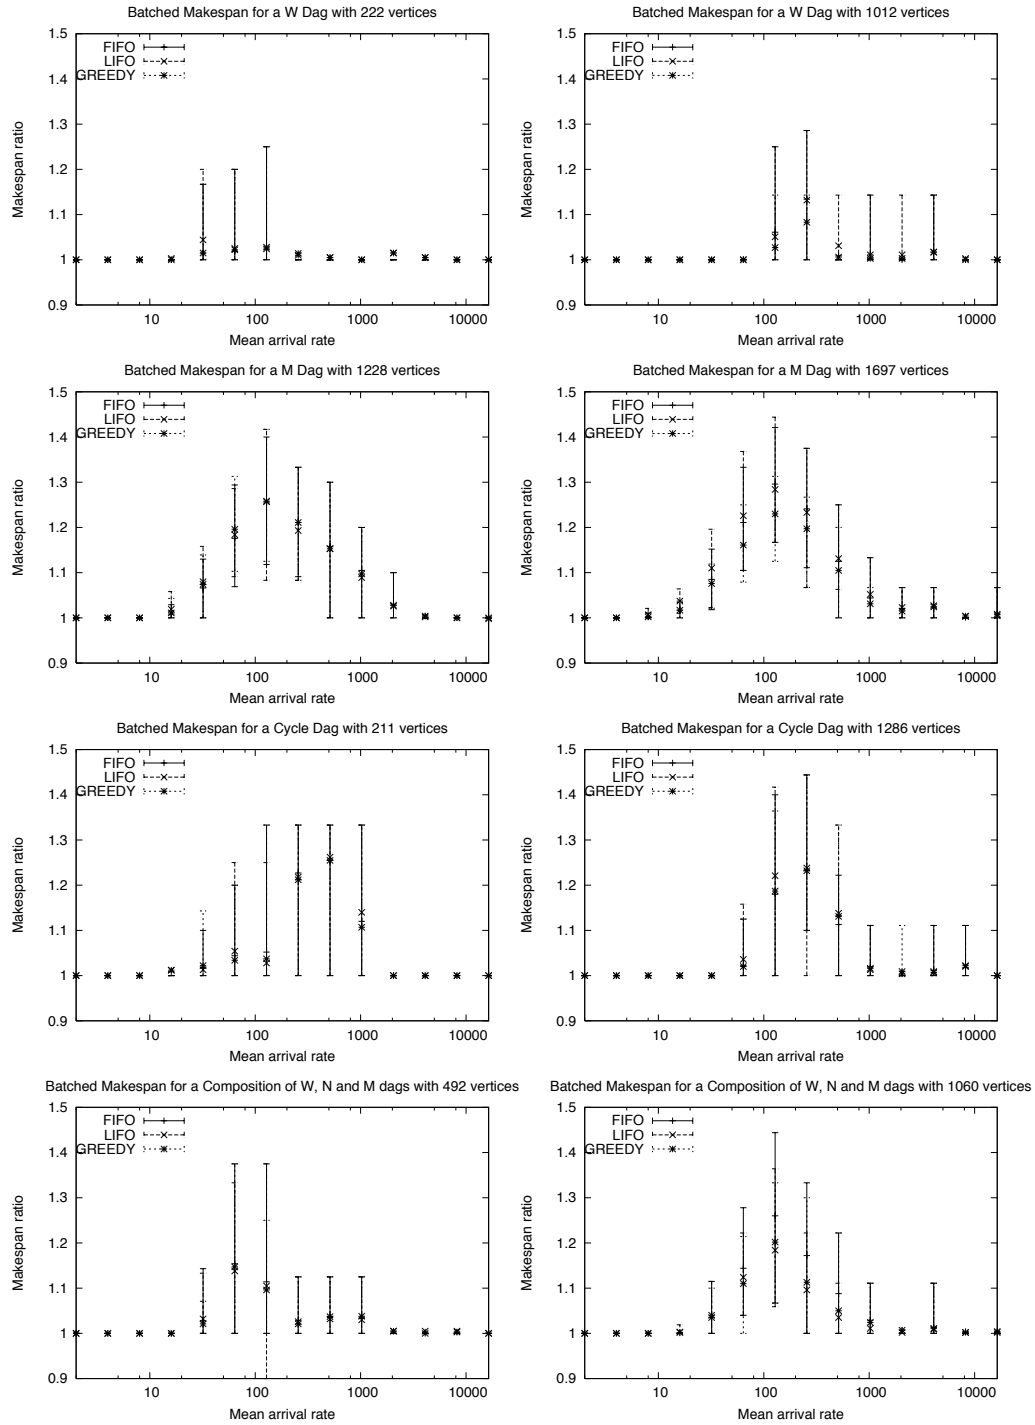 Batched Makespan for a W Dag with 222 vertices
1.5
1.4
1.3
1.2
1.1
1
0.9
Makespan ratio
FIFO
LIFO
GREEDY
10 100 1000 10000
Mean arrival rate
Batched Makespan for a W Dag with 1012 vertices
1.5
1.4
1.3
1.2
1.1
1
0.9
Makespan ratio
FIFO
LIFO
GREEDY
10 100 1000 10000
Mean arrival rate
Batched Makespan for a M Dag with 1228 vertices
1.5
1.4
1.3
1.2
1.1
1
0.9
Makespan ratio
FIFO
LIFO
GREEDY
10 100 1000 10000
Mean arrival rate
Batched Makespan for a M Dag with 1697 vertices
1.5
1.4
1.3
1.2
1.1
1
0.9
Makespan ratio
FIFO
LIFO
GREEDY
10 100 1000 10000
Mean arrival rate
Batched Makespan for a Cycle Dag with 211 vertices
1.5
1.4
1.3
1.2
1.1
1
0.9
Makespan ratio
FIFO
LIFO
GREEDY
10 100 1000 10000
Mean arrival rate
Batched Makespan for a Cycle Dag with 1286 vertices
1.5
1.4
1.3
1.2
1.1
1
0.9
Makespan ratio
FIFO
LIFO
GREEDY
10 100 1000 10000
Mean arrival rate
Batched Makespan for a Composition of W, N and M dags with 492 vertices
1.5
1.4
1.3
1.2
1.1
1
0.9
Makespan ratio
FIFO
LIFO
GREEDY
10 100 1000 10000
Mean arrival rate
Batched Makespan for a Composition of W, N and M dags with 1060 vertices
1.5
1.4
1.3
1.2
1.1
1
0.9
Makespan ratio
FIFO
LIFO
GREEDY
10 100 1000 10000
Mean arrival rate